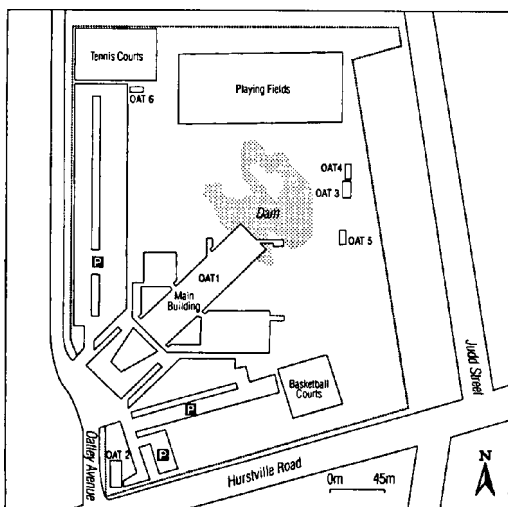 Tennis Courts
OAT 6
Playing Fields
OAT4
OAT 3
Dam
OAT 5
P
OAT1
Main
Building
Judd Street
Basketball
Courts
P
OAT 2
P
Oatley Avenue
Hurstville Road
0m 45m
N